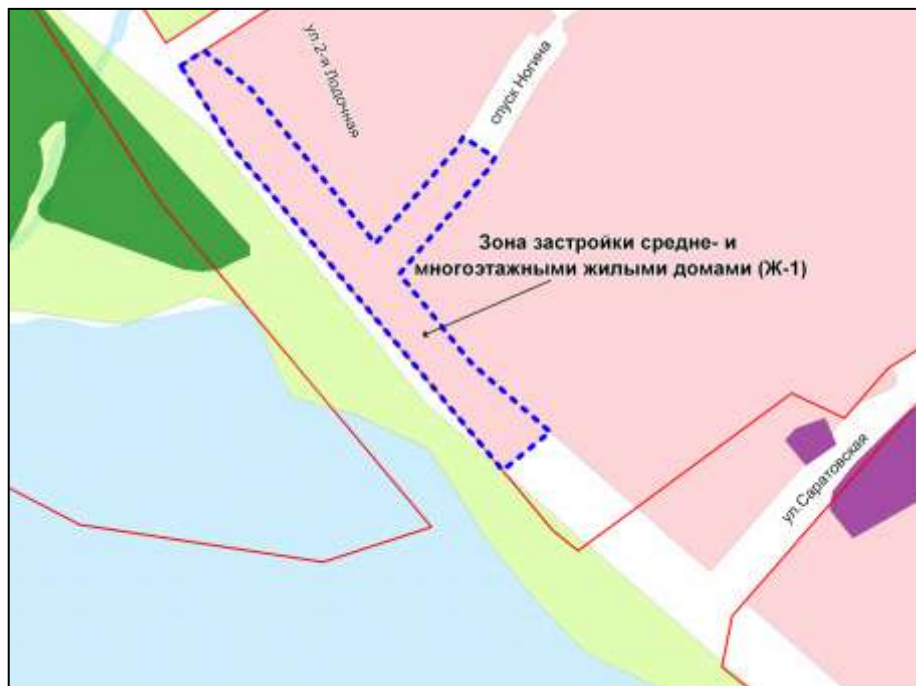 ул.2-я Лодочная
спуск Ногина
Зона застройки средне- и
многоэтажными жилыми домами (Ж-1)
ул.Саратовская